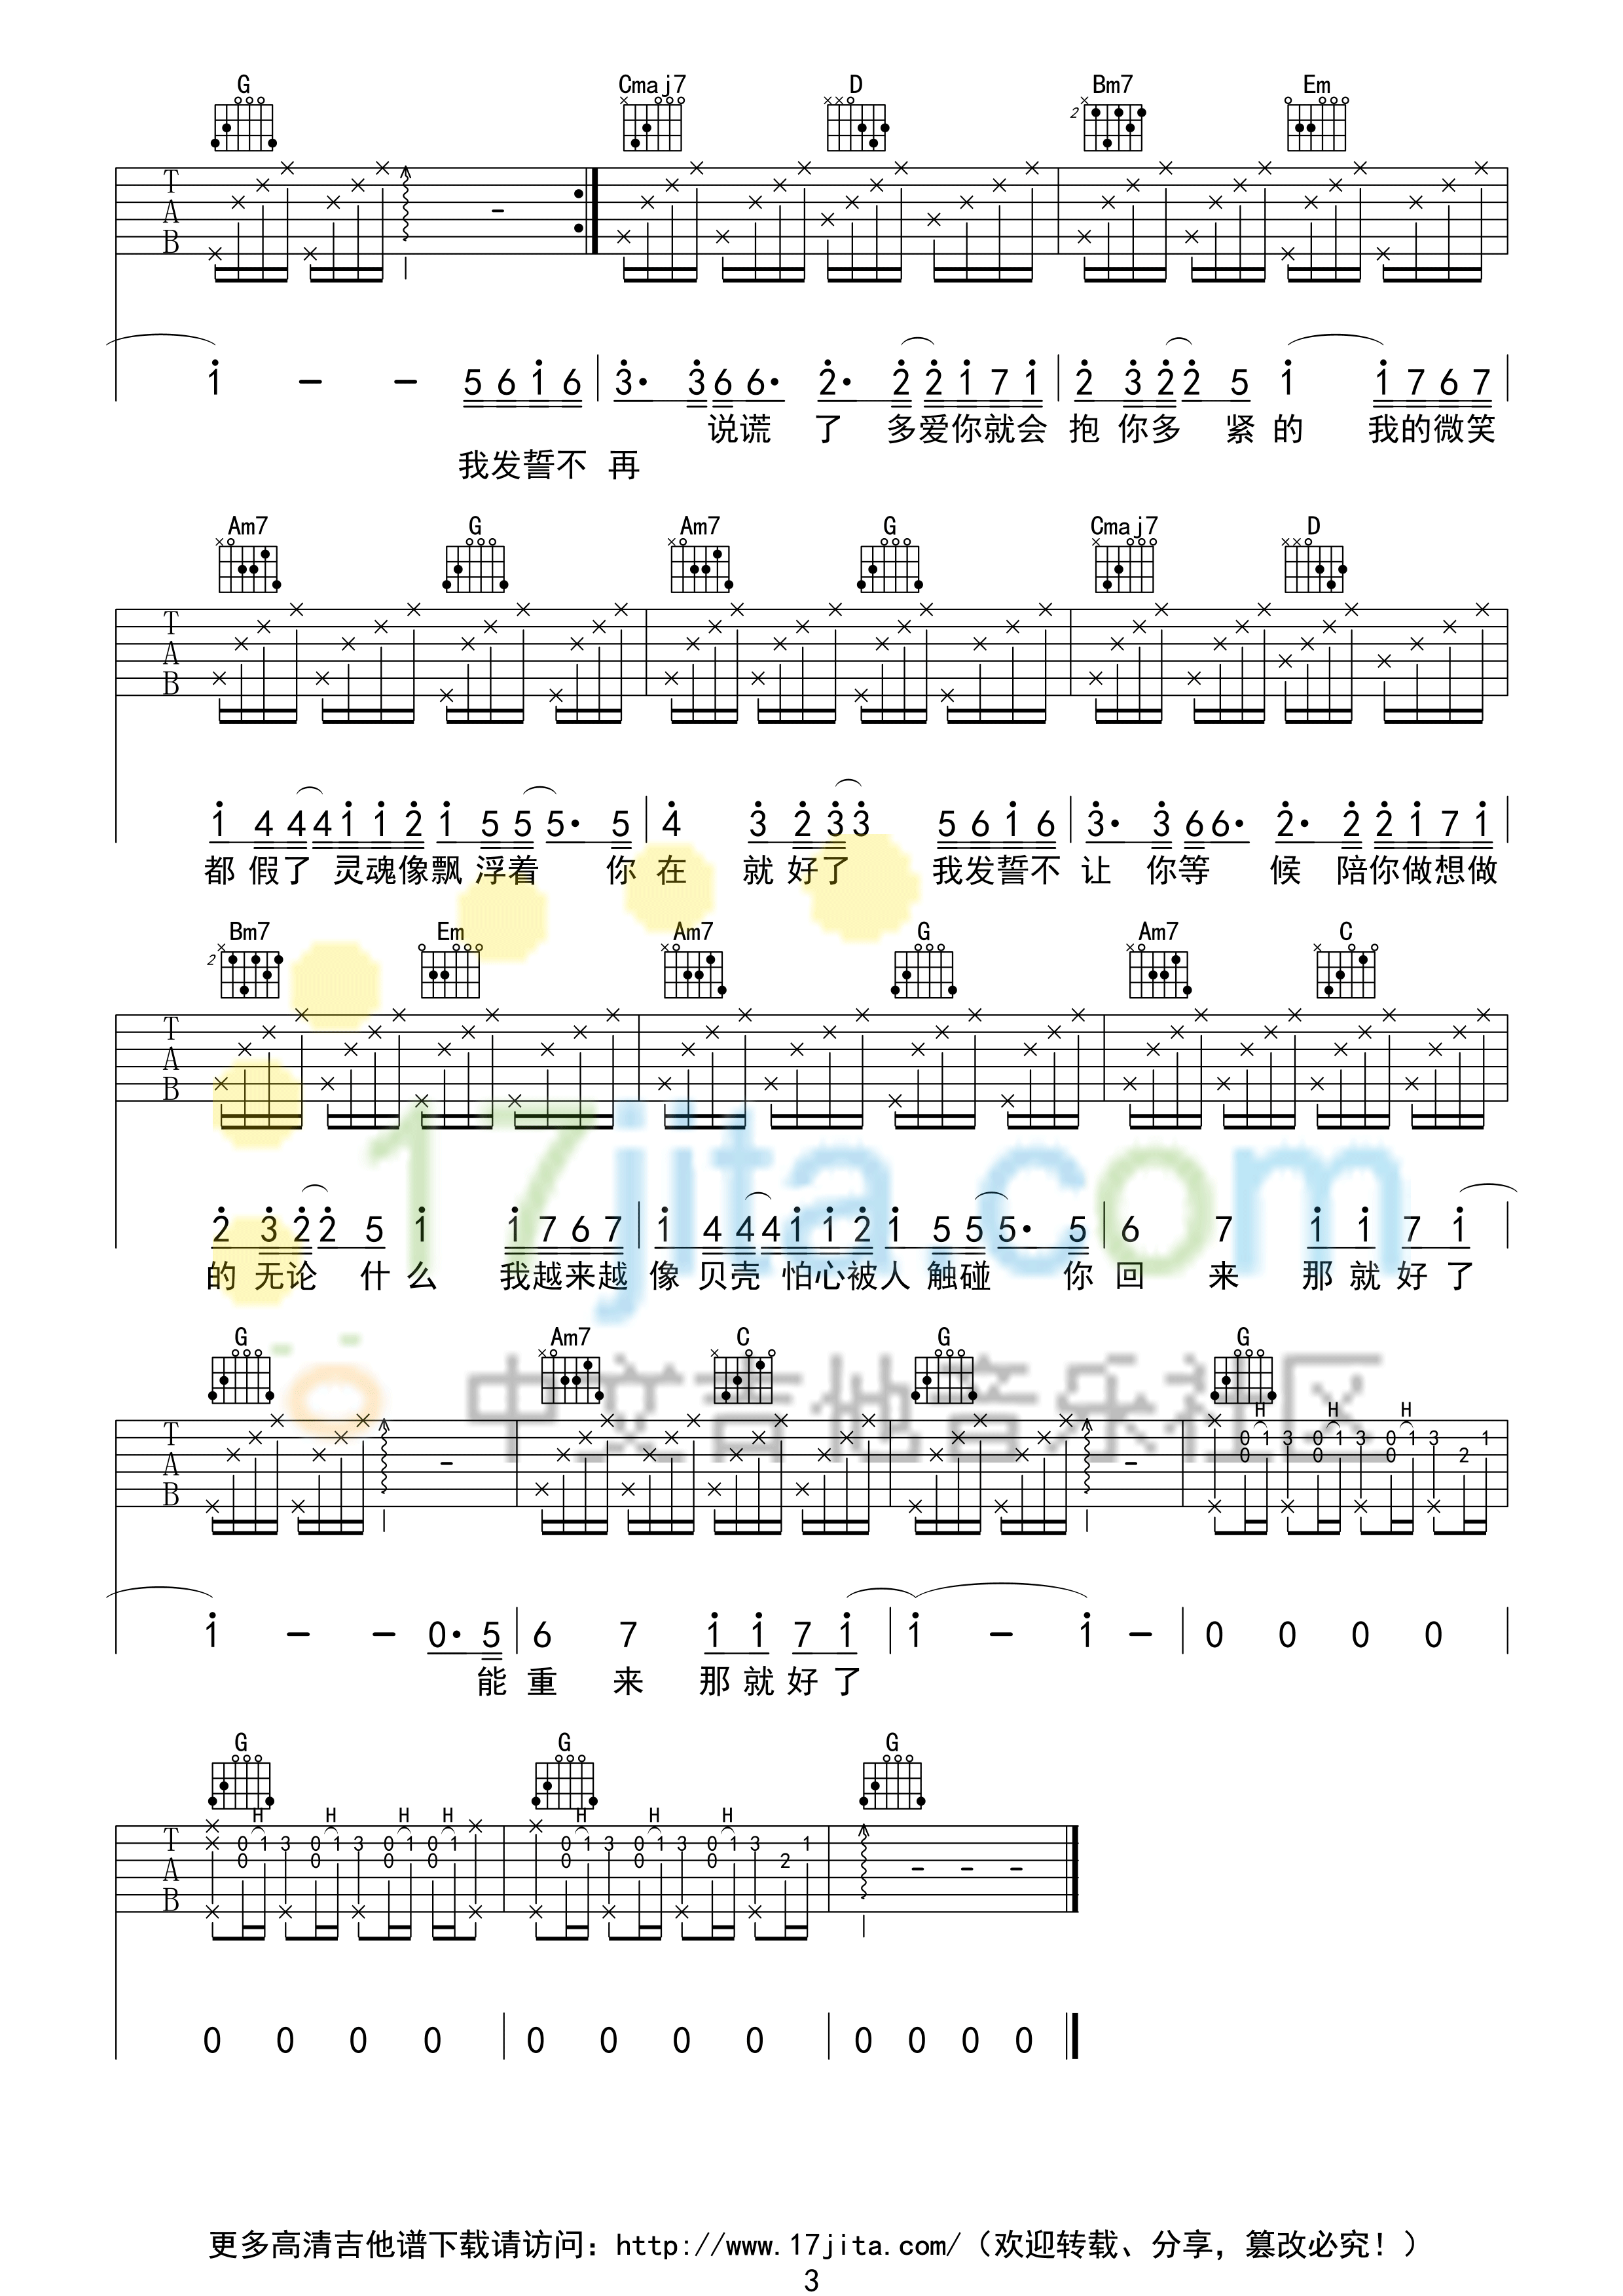 G Cmaj7 D Bm7 Em
2
T
A
B
1 - - 5 6 1 6 3· 3 6 6· 2· 2 2 1 7 1 2 3 2 2 5 1 1 7 6 7
说谎 了 多爱你就会 抱 你多 紧 的 我的微笑
我发誓不 再
Am7 G Am7 G Cmaj7 D
T
A
B
1 4 4 4 1 1 2 1 5 5 5· 5 4 3 2 3 3 5 6 1 6 3· 3 6 6· 2· 2 2 1 7 1
都 假了 灵魂像飘 浮着 你 在 就 好了 我发誓不 让 你等 候 陪你做想做
Bm7 Em Am7 G Am7 C
2
T
A
B
2 3 2 2 5 1 1 7 6 7 1 4 4 4 1 1 2 1 5 5 5· 5 6 7 1 1 7 1
的 无论 什 么 我越来越 像 贝壳 怕心被人 触碰 你 回 来 那 就 好 了
17jita.com
中文吉他音乐社区
G Am7 C G G
H H H
T
A
B
0 1 3 0 1 3 0 1 3 1
0 0 0 2
1 - - 0· 5 6 7 1 1 7 1 1 - 1 - 0 0 0 0
能 重 来 那 就 好 了
G G G
H H H H H H H
T
A
B
0 1 3 0 1 3 0 1 0 1 0 1 3 0 1 3 0 1 3 1
0 0 0 0 0 0 0 2
0 0 0 0 0 0 0 0 0 0 0 0
更多高清吉他谱下载请访问：http://www.17jita.com/（欢迎转载、分享，篡改必究！）
3